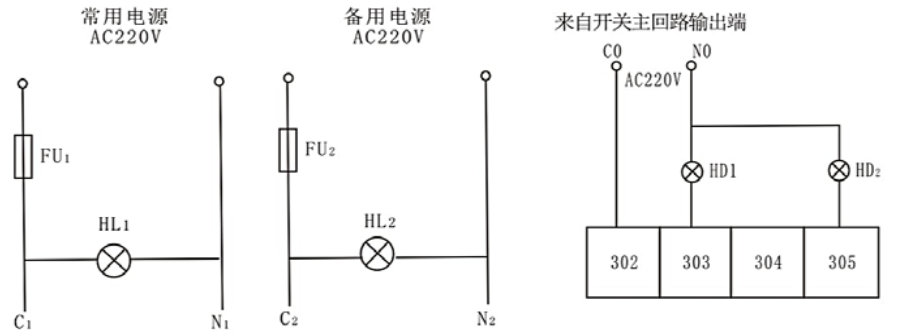 常用电源
AC220V
FU₁
HL1
C₁
N₁
备用电源
AC220V
FU₂
HL2
C₂
N₂
来自开关主回路输出端
C0
N0
AC220V
HD1
HD₂
302
303
304
305